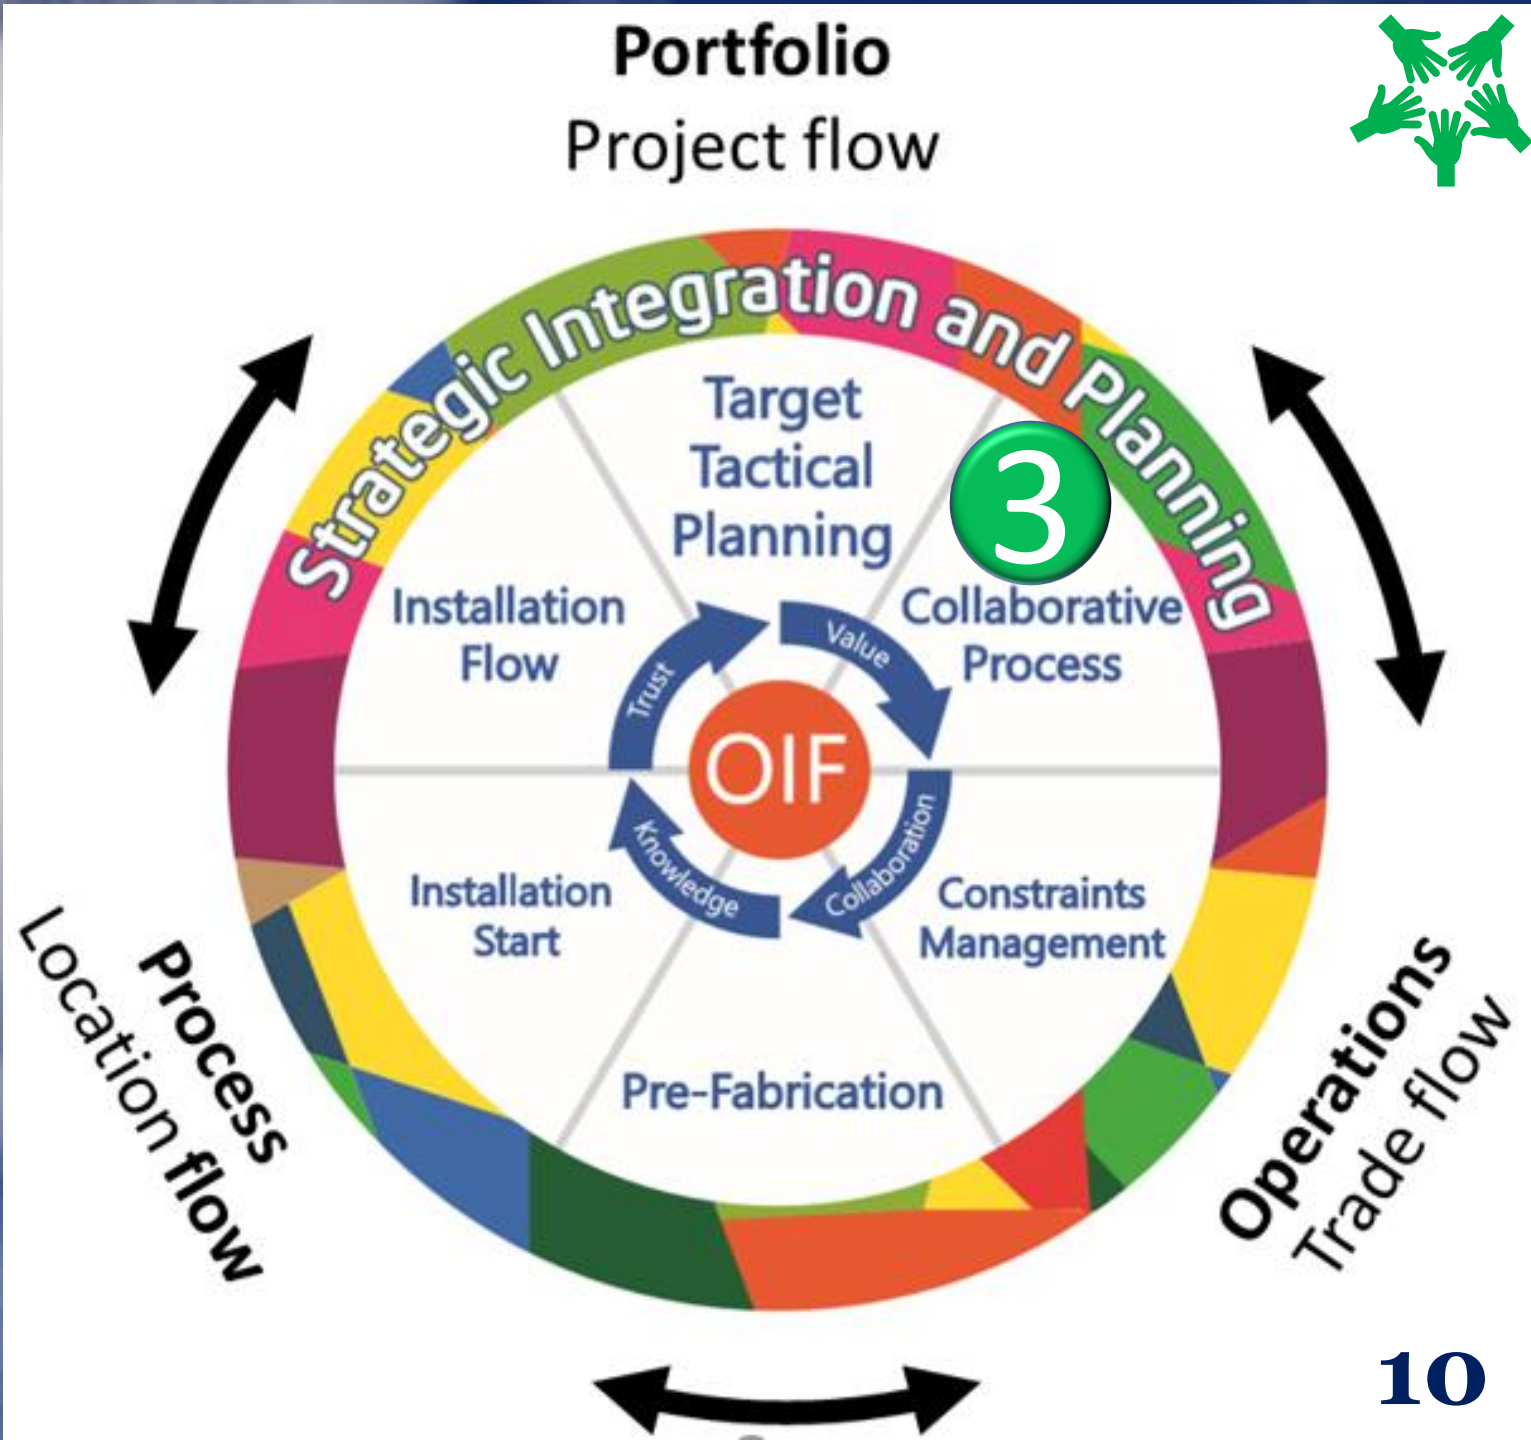 Portfolio
Project flow
Strategic Integration and Planning
Target
Tactical
Planning
3
Collaborative
Process
Installation
Flow
Value
Trust
OIF
Knowledge
Collaboration
Installation
Start
Constraints
Management
Pre-Fabrication
Process
Location flow
Operations
Trade flow
10